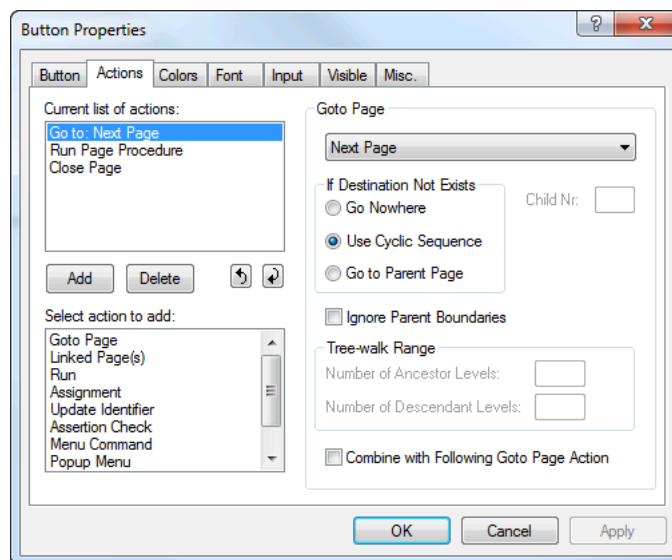 Button Properties
Button Actions Colors Font Input Visible Misc.
Current list of actions:
Go to: Next Page
Run Page Procedure
Close Page
Add Delete
Select action to add:
Goto Page
Linked Page(s)
Run
Assignment
Update Identifier
Assertion Check
Menu Command
Popup Menu
Goto Page
Next Page
If Destination Not Exists
Go Nowhere
Child Nr:
Use Cyclic Sequence
Go to Parent Page
Ignore Parent Boundaries
Tree-walk Range
Number of Ancestor Levels:
Number of Descendant Levels:
Combine with Following Goto Page Action
OK Cancel Apply